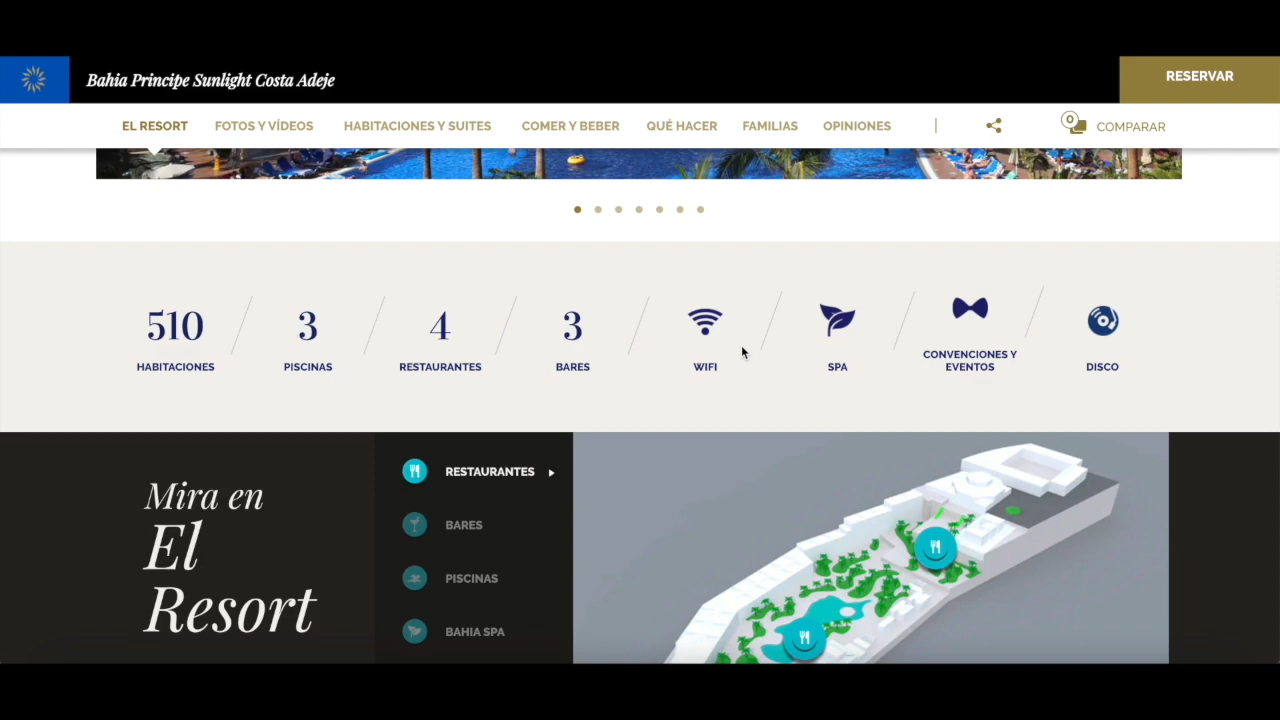 Bahia Principe Sunlight Costa Adeje
RESERVAR
EL RESORT
FOTOS Y VÍDEOS
HABITACIONES Y SUITES
COMER Y BEBER
QUÉ HACER
FAMILIAS
OPINIONES
0
COMPARAR
510
HABITACIONES
3
PISCINAS
4
RESTAURANTES
3
BARES
WIFI
SPA
CONVENCIONES Y
EVENTOS
DISCO
Mira en
El
Resort
RESTAURANTES
BARES
PISCINAS
BAHIA SPA